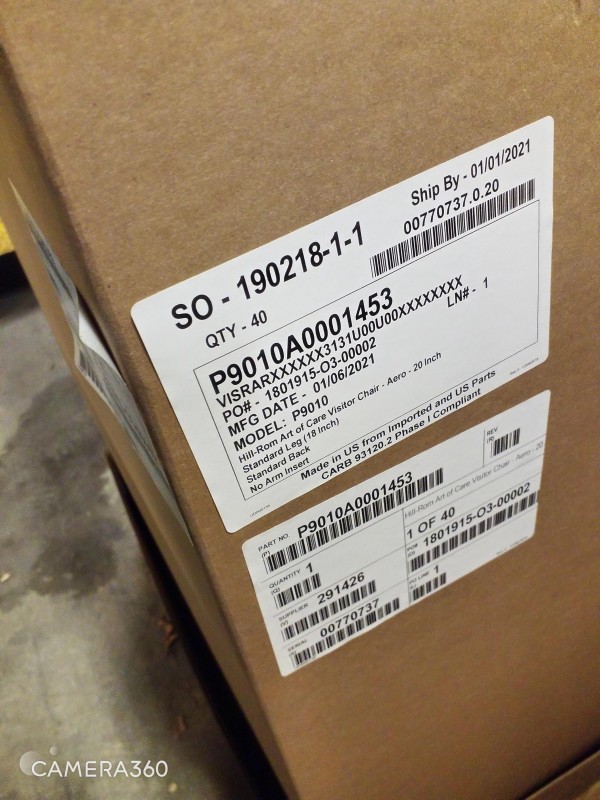 SO - 190218-1-1
Ship By - 01/01/2021
QTY - 40
00770737.0.20
P9010A0001453
VISRARXXXXXX3131U00U00XXXXXXXX
PO# - 1801915-O3-00002
LN# - 1
MFG DATE - 01/06/2021
MODEL: P9010
Hill-Rom Art of Care Visitor Chair - Aero - 20 Inch
Standard Leg (18 Inch)
Standard Back
No Arm Insert
Made in US from Imported and US Parts
CARB 93120.2 Phase I Compliant
PART NO. P9010A0001453
(P)
REV.
(R)
Hill-Rom Art of Care Visitor Chair - Aero - 20
QUANTITY 1
(Q)
1 OF 40
SUPPLIER 291426
(V)
PO# 1801915-O3-00002
SERIAL 00770737
PO LINE 1
CAMERA360